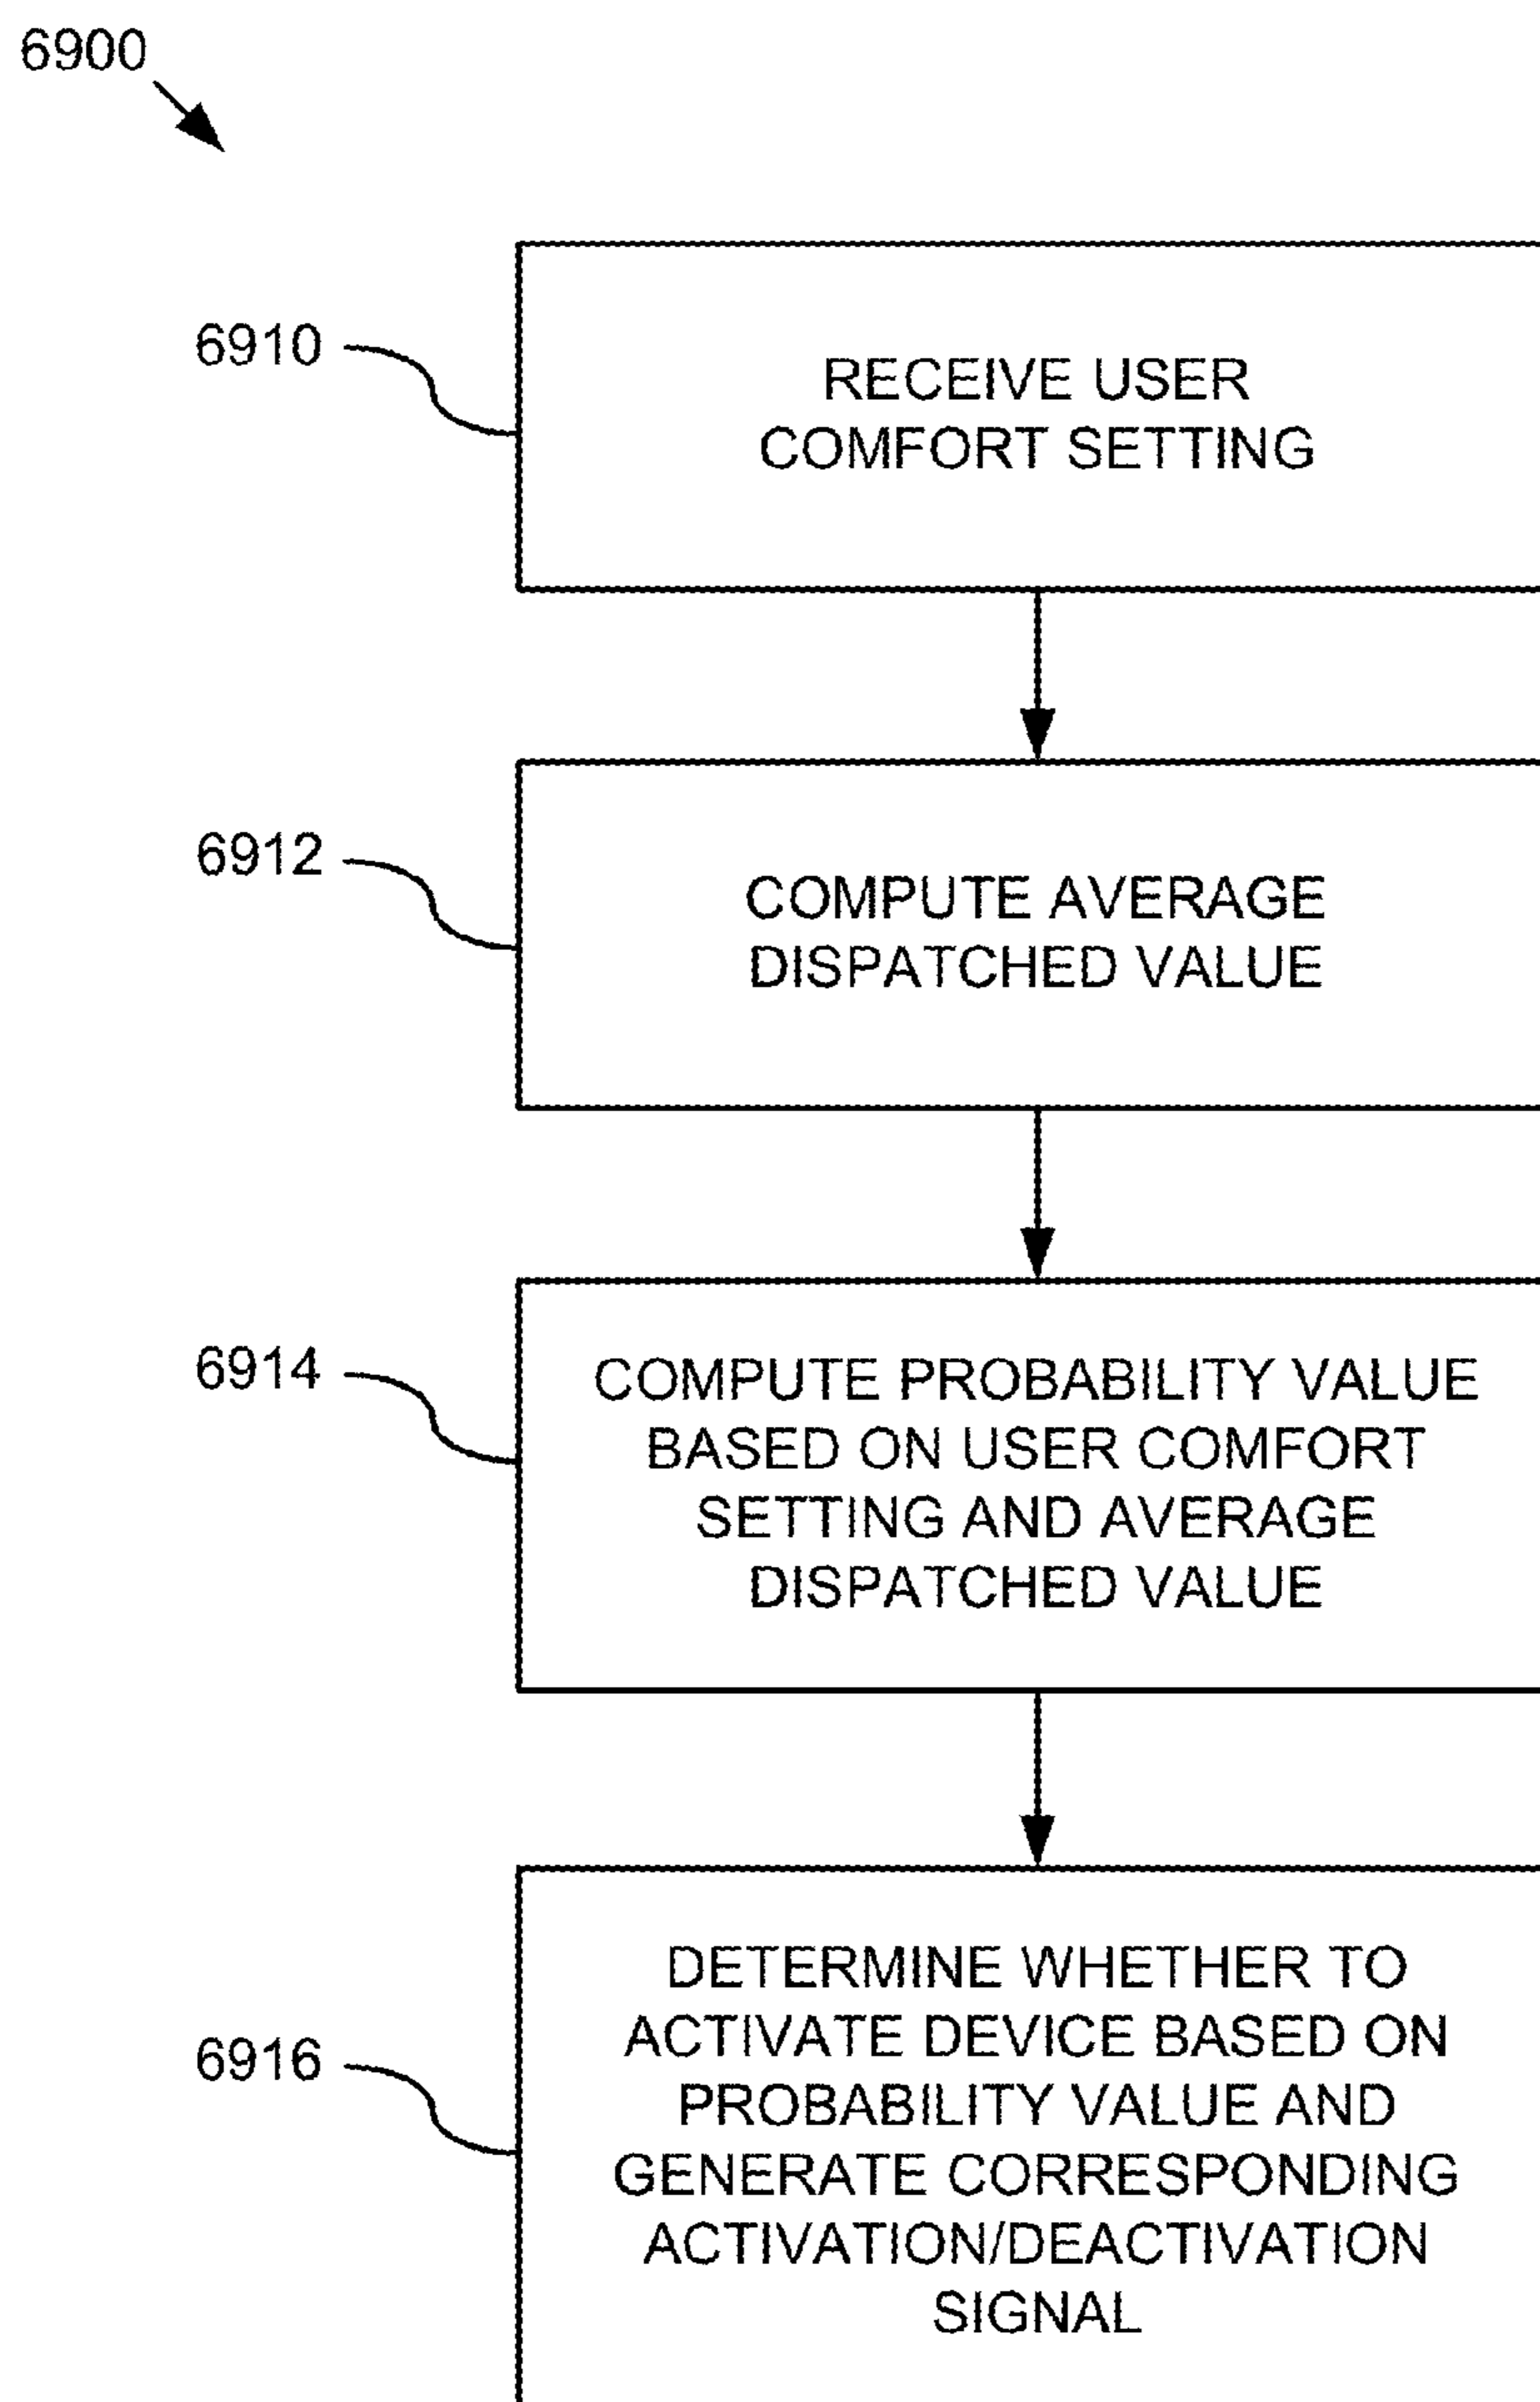 6900
6910
RECEIVE USER
COMFORT SETTING
6912
COMPUTE AVERAGE
DISPATCHED VALUE
6914
COMPUTE PROBABILITY VALUE
BASED ON USER COMFORT
SETTING AND AVERAGE
DISPATCHED VALUE
6916
DETERMINE WHETHER TO
ACTIVATE DEVICE BASED ON
PROBABILITY VALUE AND
GENERATE CORRESPONDING
ACTIVATION/DEACTIVATION
SIGNAL